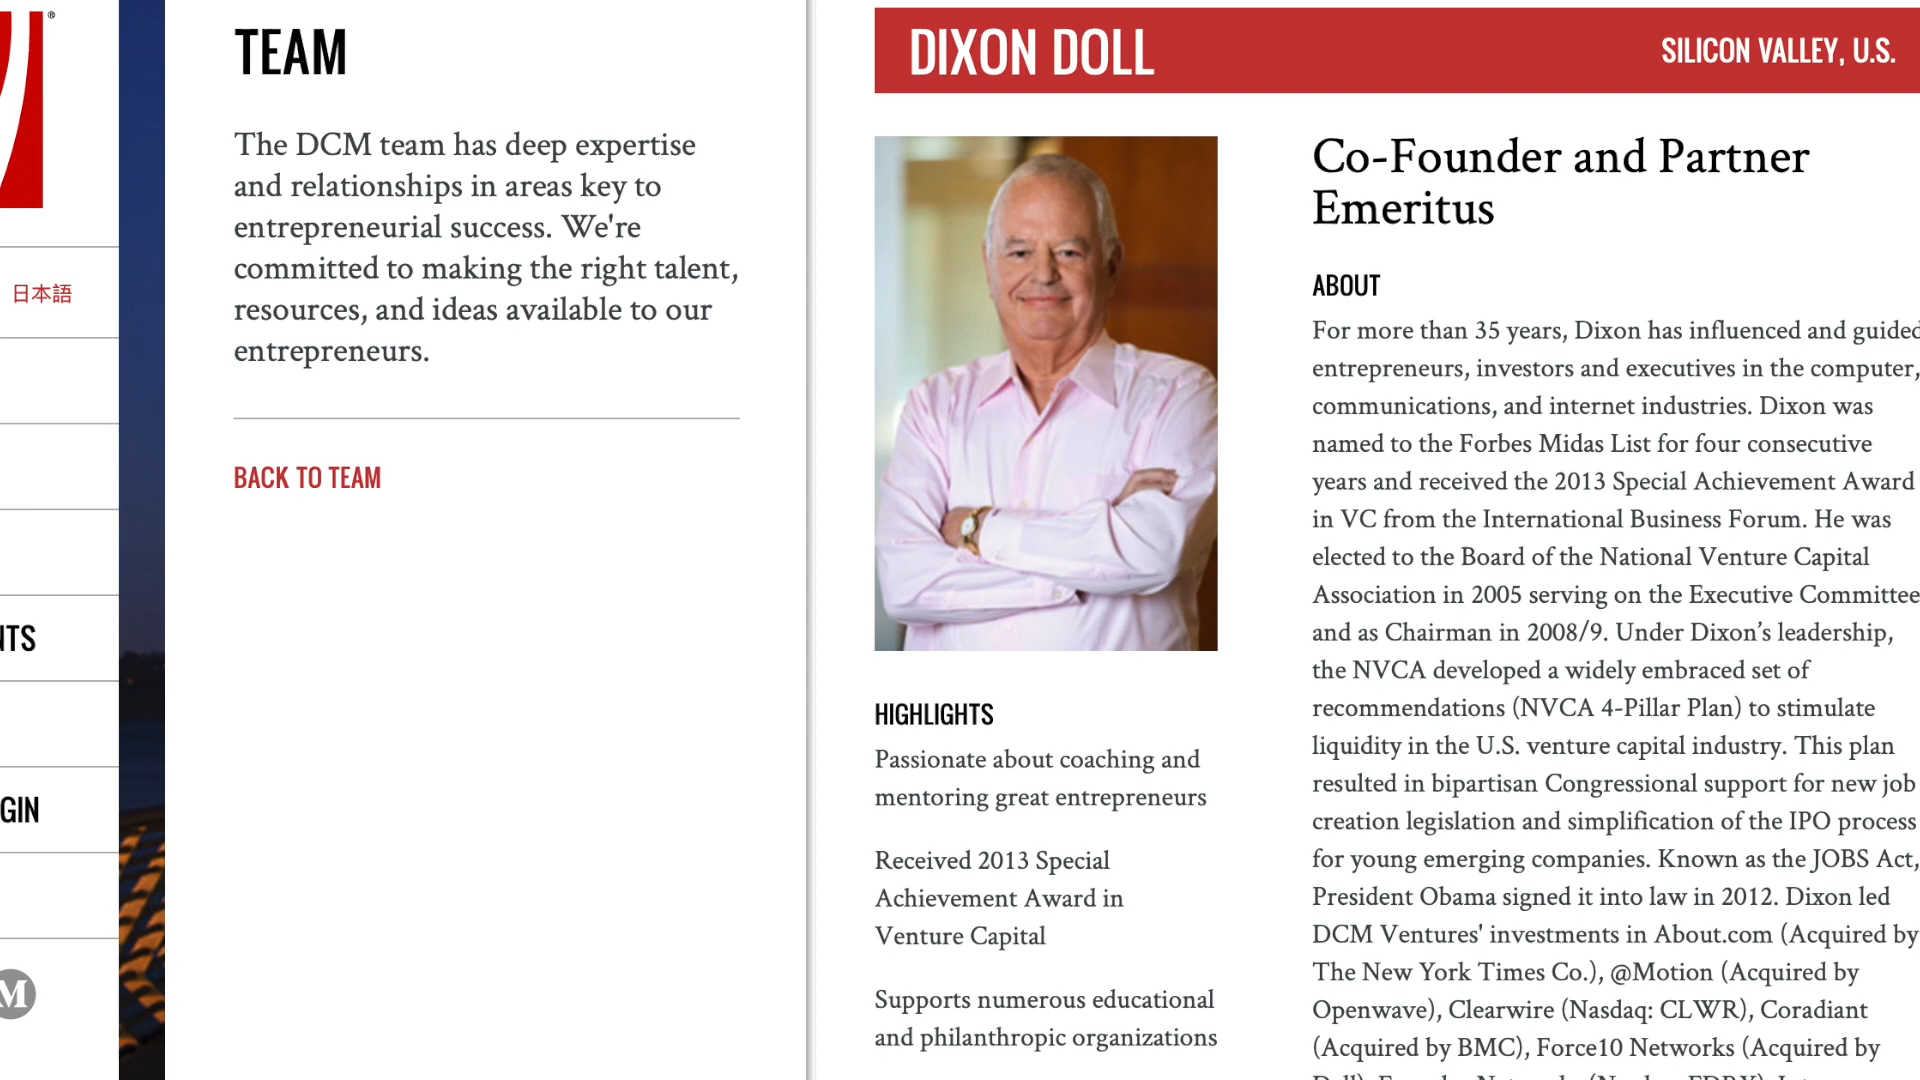 ®
日本語
NTS
GIN
M
TEAM
The DCM team has deep expertise
and relationships in areas key to
entrepreneurial success. We're
committed to making the right talent,
resources, and ideas available to our
entrepreneurs.
BACK TO TEAM
DIXON DOLL
SILICON VALLEY, U.S.
HIGHLIGHTS
Passionate about coaching and
mentoring great entrepreneurs
Received 2013 Special
Achievement Award in
Venture Capital
Supports numerous educational
and philanthropic organizations
Co-Founder and Partner
Emeritus
ABOUT
For more than 35 years, Dixon has influenced and guided
entrepreneurs, investors and executives in the computer,
communications, and internet industries. Dixon was
named to the Forbes Midas List for four consecutive
years and received the 2013 Special Achievement Award
in VC from the International Business Forum. He was
elected to the Board of the National Venture Capital
Association in 2005 serving on the Executive Committee
and as Chairman in 2008/9. Under Dixon’s leadership,
the NVCA developed a widely embraced set of
recommendations (NVCA 4-Pillar Plan) to stimulate
liquidity in the U.S. venture capital industry. This plan
resulted in bipartisan Congressional support for new job
creation legislation and simplification of the IPO process
for young emerging companies. Known as the JOBS Act,
President Obama signed it into law in 2012. Dixon led
DCM Ventures' investments in About.com (Acquired by
The New York Times Co.), @Motion (Acquired by
Openwave), Clearwire (Nasdaq: CLWR), Coradiant
(Acquired by BMC), Force10 Networks (Acquired by